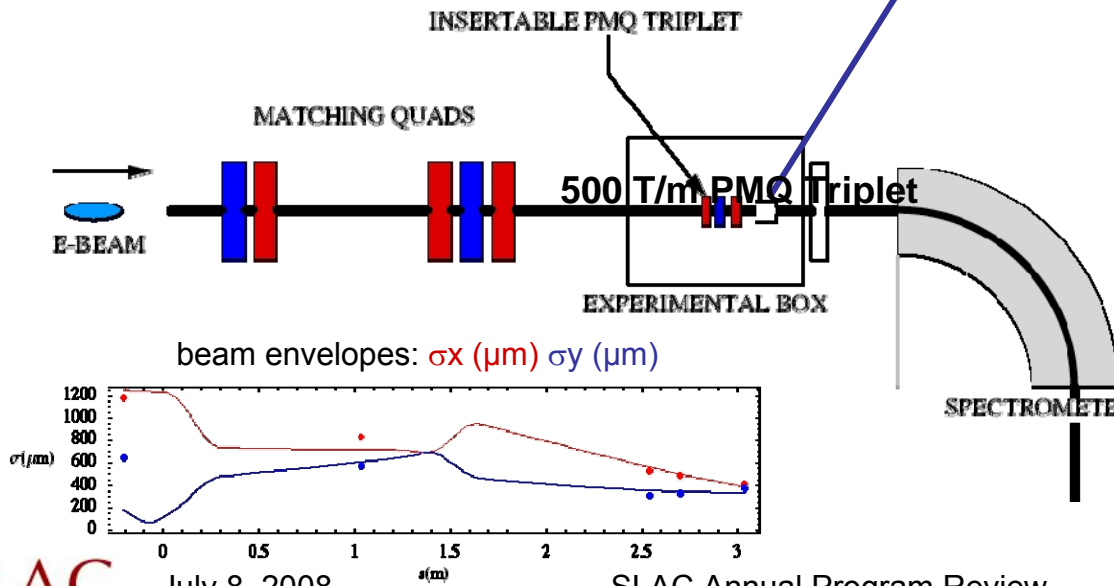 INSERTABLE PMQ TRIPLET
MATCHING QUADS
500 T/m PMQ Triplet
E-BEAM
EXPERIMENTAL BOX
beam envelopes: σx (µm) σy (µm)
SPECTROMETE
1200
1000
800
600
400
200
0
σ(µm)
0 0.5 1 1.5 2 2.5 3
s(m)
AC July 8, 2008 SLAC Annual Program Review